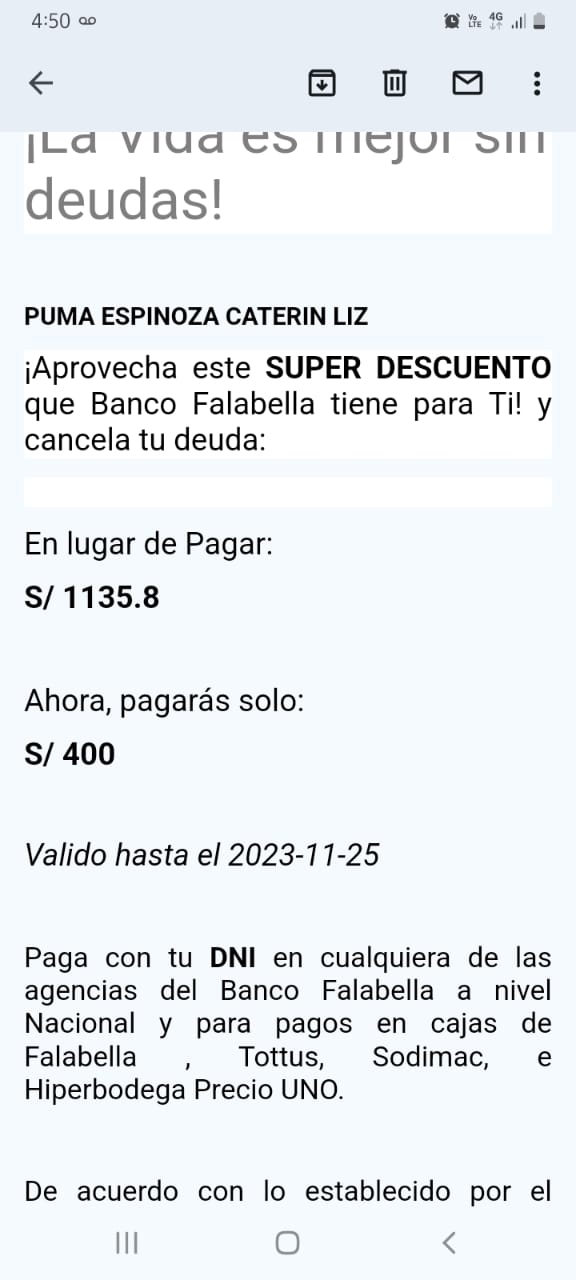 4:50
Vo
LTE
4G
¡La vida es mejor sin
deudas!
PUMA ESPINOZA CATERIN LIZ
¡Aprovecha este SUPER DESCUENTO
que Banco Falabella tiene para Ti! y
cancela tu deuda:
En lugar de Pagar:
S/ 1135.8
Ahora, pagarás solo:
S/ 400
Valido hasta el 2023-11-25
Paga con tu DNI en cualquiera de las
agencias del Banco Falabella a nivel
Nacional y para pagos en cajas de
Falabella , Tottus, Sodimac, e
Hiperbodega Precio UNO.
De acuerdo con lo establecido por el